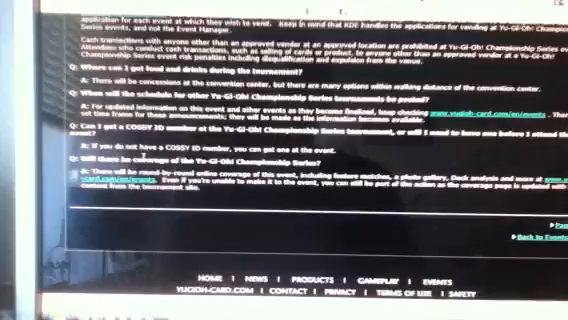 application for each event at which they wish to vend. Keep in mind that KDE handles the applications for vending at Yu-Gi-Oh! Championship
Series events, and not the Event Manager.
Cash transactions with anyone other than an approved vendor at an approved location are prohibited at Yu-Gi-Oh! Championship Series
Attendees who conduct cash transactions, such as selling of cards or product, to anyone other than an approved vendor at a Yu-Gi-Oh!
Championship Series event risk penalties including disqualification and expulsion from the venue.
Q: Where can I get food and drinks during the tournament?
A: There will be concessions at the convention center, but there are many options within walking distance of the convention center.
Q: When will the schedule for other Yu-Gi-Oh! Championship Series tournaments be posted?
A: For updated information on this event and other events as they become finalized, keep checking www.yugioh-card.com/en/events.
set time frame for these announcements; they will be made as the information becomes available.
Q: Can I get a COSSY ID number at the Yu-Gi-Oh! Championship Series tournament, or will I need to have one before I attend the
event?
A: If you do not have a COSSY ID number, you can get one at the event.
Q: Will there be coverage of the Yu-Gi-Oh! Championship Series?
A: There will be round-by-round online coverage of this event, including feature matches, a photo gallery, Deck analysis and more at
-card.com/en/events. Even if you're unable to make it to the event, you can still be part of the action as the coverage page is updated with
content from the tournament site.
Back to Events
HOME | NEWS | PRODUCTS | GAMEPLAY | EVENTS
YUGIOH-CARD.COM | CONTACT | PRIVACY | TERMS OF USE | SAFETY